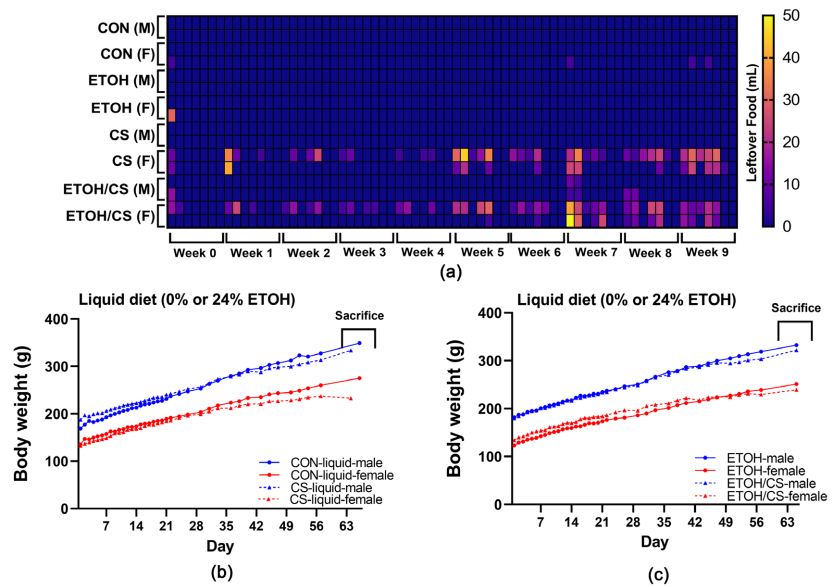 CON (M)
CON (F)
ETOH (M)
ETOH (F)
CS (M)
CS (F)
ETOH/CS (M)
ETOH/CS (F)
50
40
30
20
10
0
Leftover Food (mL)
Week 0 Week 1 Week 2 Week 3 Week 4 Week 5 Week 6 Week 7 Week 8 Week 9
(a)
Liquid diet (0% or 24% ETOH)
Sacrifice
Body weight (g)
400
300
200
100
0
CON-liquid-male
CON-liquid-female
CS-liquid-male
CS-liquid-female
7 14 21 28 35 42 49 56 63
Day
(b)
Liquid diet (0% or 24% ETOH)
Sacrifice
Body weight (g)
400
300
200
100
0
ETOH-male
ETOH-female
ETOH/CS-male
ETOH/CS-female
7 14 21 28 35 42 49 56 63
Day
(c)